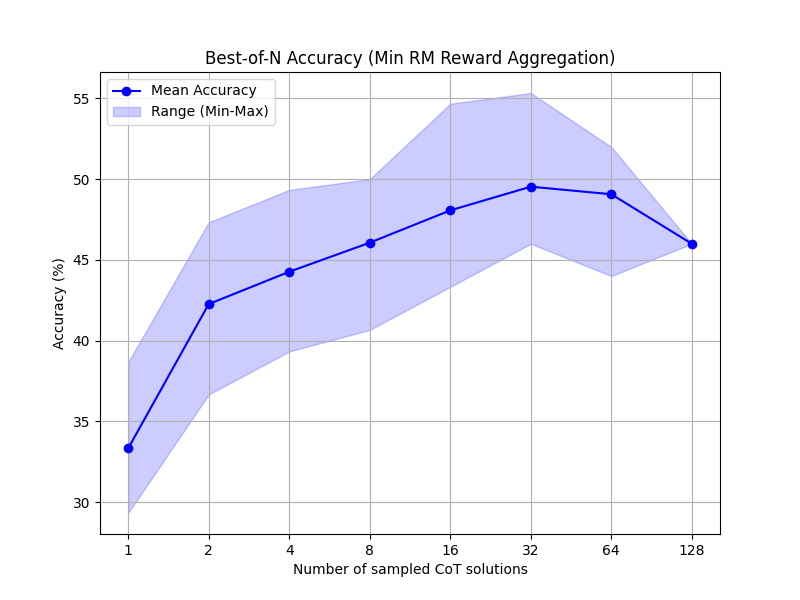 Best-of-N Accuracy (Min RM Reward Aggregation)
Mean Accuracy
Range (Min-Max)
55
50
45
40
35
30
Accuracy (%)
1 2 4 8 16 32 64 128
Number of sampled CoT solutions